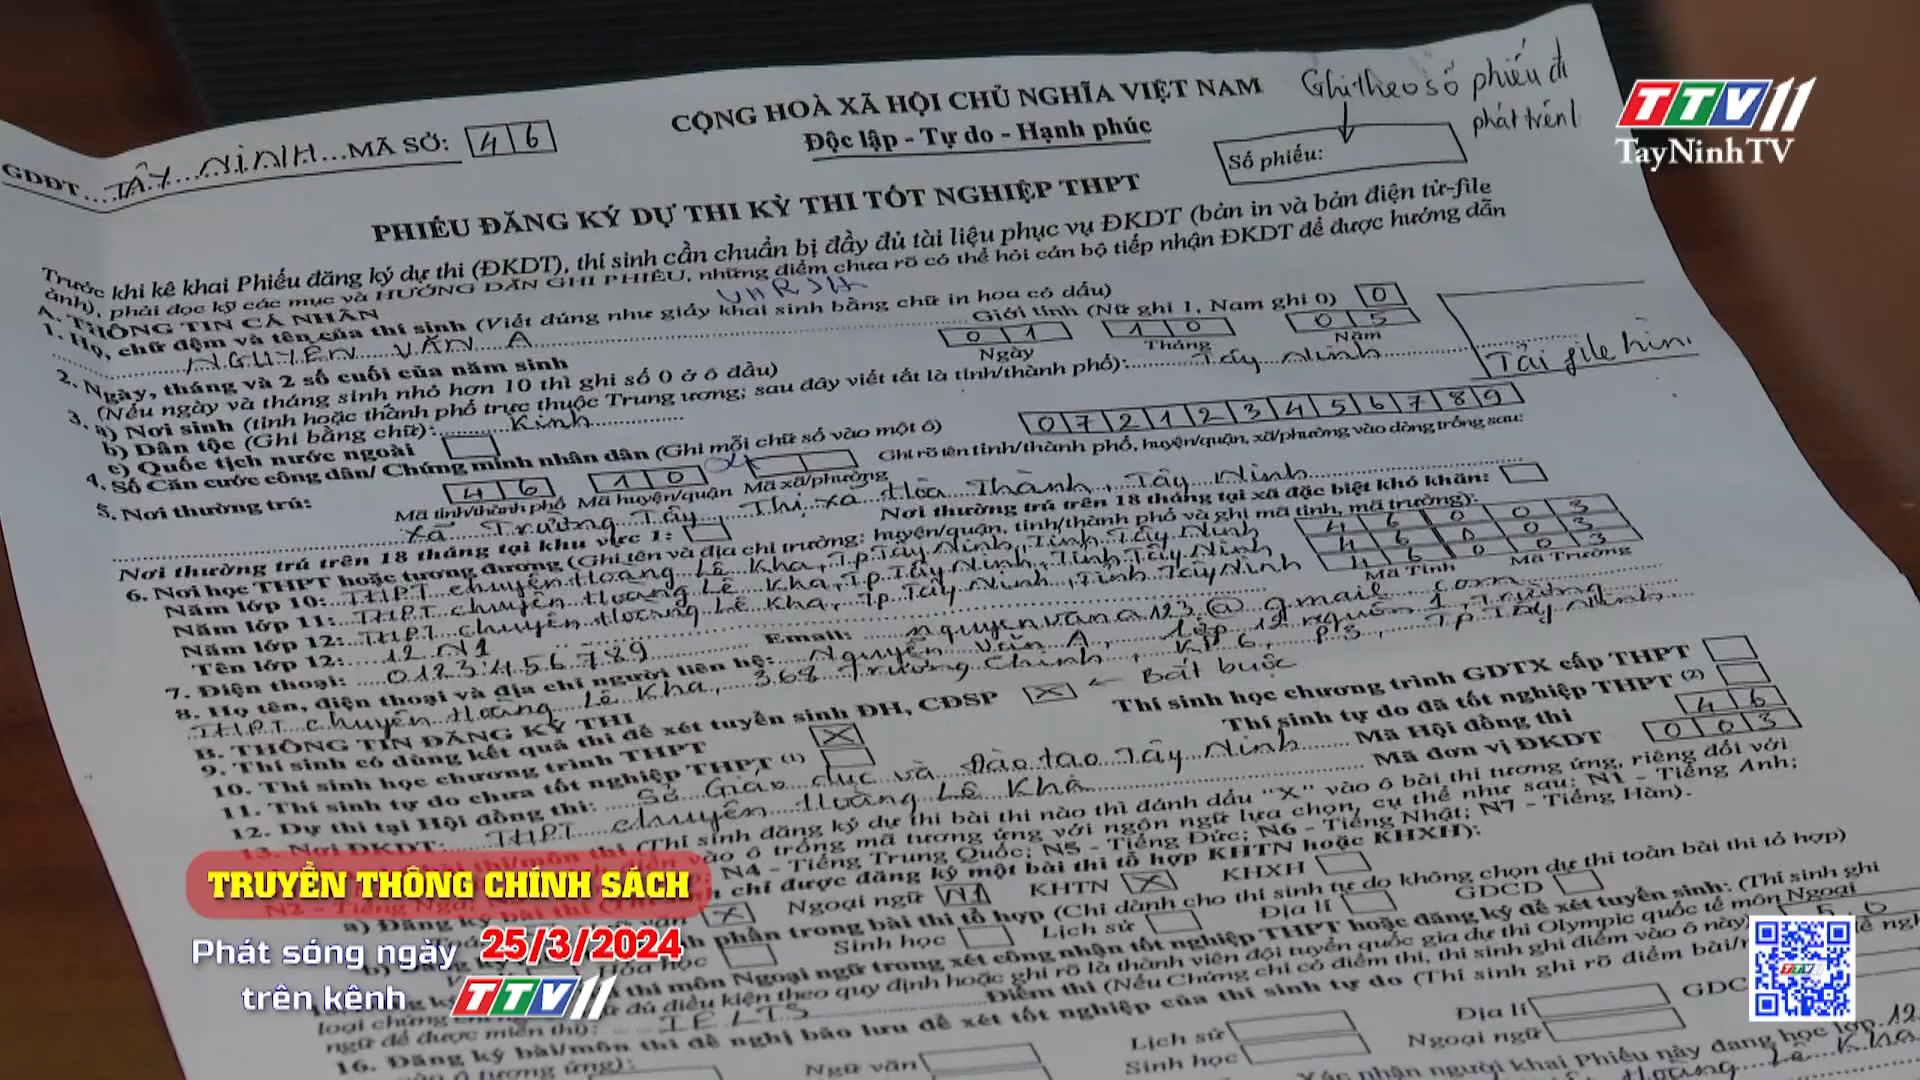 Ghi theo số phiếu đi
phát trên
TTV11
TayNinhTV
CỘNG HOÀ XÃ HỘI CHỦ NGHĨA VIỆT NAM
Độc lập - Tự do - Hạnh phúc
GDĐT....TÂY NINH...MÃ SỞ: 4 6
Số phiếu:
PHIẾU ĐĂNG KÝ DỰ THI KỲ THI TỐT NGHIỆP THPT
Trước khi kê khai Phiếu đăng ký dự thi (ĐKDT), thí sinh cần chuẩn bị đầy đủ tài liệu phục vụ ĐKDT (bản in và bản điện tử-file
ảnh), phải đọc kỹ các mục và HƯỚNG DẪN GHI PHIẾU, những điểm chưa rõ có thể hỏi cán bộ tiếp nhận ĐKDT để được hướng dẫn
A. THÔNG TIN CÁ NHÂN
1. Họ, chữ đệm và tên của thí sinh (Viết đúng như giấy khai sinh bằng chữ in hoa có dấu)
NGUYEN VĂN A Giới tính (Nữ ghi 1, Nam ghi 0) 0
2. Ngày, tháng và 2 số cuối của năm sinh 0 1 1 0 0 5
(Nếu ngày và tháng sinh nhỏ hơn 10 thì ghi số 0 ở ô đầu) Ngày Tháng Năm
Tải file hìn
3. a) Nơi sinh (tỉnh hoặc thành phố trực thuộc Trung ương; sau đây viết tắt là tỉnh/thành phố): Tây Ninh
b) Dân tộc (Ghi bằng chữ): Kinh
c) Quốc tịch nước ngoài
4. Số Căn cước công dân/ Chứng minh nhân dân (Ghi mỗi chữ số vào một ô) 0 7 2 1 2 3 4 5 6 7 8 9
5. Nơi thường trú: 4 6 1 0 Ghi rõ tên tỉnh/thành phố, huyện/quận, xã/phường vào dòng trống sau:
Mã tỉnh/thành phố Mã huyện/quận Mã xã/phường
Xã Trường Tây, Thị xã Hòa Thành, Tây Ninh
Nơi thường trú trên 18 tháng tại khu vực 1: Nơi thường trú trên 18 tháng tại xã đặc biệt khó khăn:
6. Nơi học THPT hoặc tương đương (Ghi tên và địa chỉ trường: huyện/quận, tỉnh/thành phố và ghi mã tỉnh, mã trường):
Năm lớp 10: THPT chuyên Hoàng Lê Kha, Tp.Tây Ninh, Tỉnh Tây Ninh 4 6 0 0 3
Năm lớp 11: THPT chuyên Hoàng Lê Kha, Tp.Tây Ninh, Tỉnh Tây Ninh 4 6 0 0 3
Năm lớp 12: THPT chuyên Hoàng Lê Kha, Tp Tây Ninh, Tỉnh Tây Ninh 4 6 0 0 3
Tên lớp 12: 12 N1 Mã Tỉnh Mã Trường
7. Điện thoại: 0123.456789 Email: nguyenvana123@gmail.com
8. Họ tên, điện thoại và địa chỉ người liên hệ: Nguyễn Văn A, Lớp 12 nguồn 1, Trường
THPT chuyên Hoàng Lê Kha, 368 Trường Chinh, KP 6, P3, Tp Tây Ninh
B. THÔNG TIN ĐĂNG KÝ THI
9. Thí sinh có dùng kết quả thi để xét tuyển sinh ĐH, CĐSP X ← Bắt buộc
10. Thí sinh học chương trình THPT X Thí sinh học chương trình GDTX cấp THPT
11. Thí sinh tự do chưa tốt nghiệp THPT (1) Thí sinh tự do đã tốt nghiệp THPT (2)
12. Dự thi tại Hội đồng thi: Sở Giáo dục và Đào tạo Tây Ninh Mã Hội đồng thi 4 6
13. Nơi ĐKDT: THPT chuyên Hoàng Lê Kha Mã đơn vị ĐKDT 0 0 3
bài thi/môn thi (Thí sinh đăng ký dự thi bài thi nào thì đánh dấu "X" vào ô bài thi tương ứng, riêng đối với
vào ô trống mã tương ứng với ngôn ngữ lựa chọn, cụ thể như sau: N1 - Tiếng Anh;
N4 - Tiếng Trung Quốc; N5 - Tiếng Đức; N6 - Tiếng Nhật; N7 - Tiếng Hàn).
chỉ được đăng ký một bài thi tổ hợp KHTN hoặc KHXH):
a) Đăng ký bài thi văn X Ngoại ngữ N1 KHTN X KHXH
phần trong bài thi tổ hợp (Chỉ dành cho thí sinh tự do không chọn dự thi toàn bài thi tổ hợp)
Hóa học Sinh học Lịch sử Địa lí GDCD
thi môn Ngoại ngữ trong xét công nhận tốt nghiệp THPT hoặc đăng ký để xét tuyển sinh: (Thí sinh ghi
đủ điều kiện theo quy định hoặc ghi rõ là thành viên đội tuyển quốc gia dự thi Olympic quốc tế môn Ngoại
ngữ để được miễn thi): IELTS Điểm thi (Nếu Chứng chỉ có điểm thi, thí sinh ghi điểm vào ô này)
16. Đăng ký bài/môn thi đề nghị bảo lưu để xét tốt nghiệp của thí sinh tự do (Thí sinh ghi rõ điểm bài/
vào ô tương ứng):
Ngữ văn Lịch sử Địa lí GDC
Sinh học Ngoại ngữ
người khai Phiếu này đang học lớp 12
TRUYỀN THÔNG CHÍNH SÁCH
Phát sóng ngày 25/3/2024
trên kênh TTV11